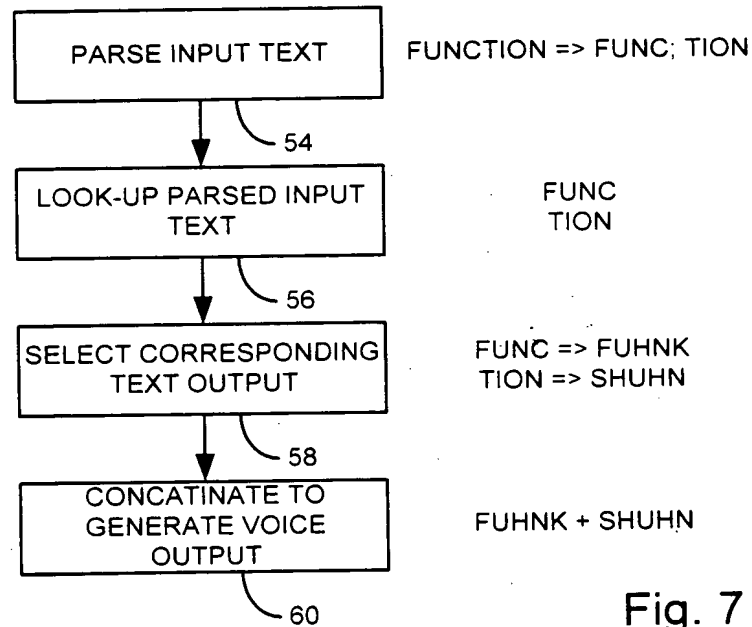 PARSE INPUT TEXT
FUNCTION => FUNC; TION
54
LOOK-UP PARSED INPUT
TEXT
FUNC
TION
56
SELECT CORRESPONDING
TEXT OUTPUT
FUNC => FUHNK
TION => SHUHN
58
CONCATINATE TO
GENERATE VOICE
OUTPUT
FUHNK + SHUHN
60
Fig. 7